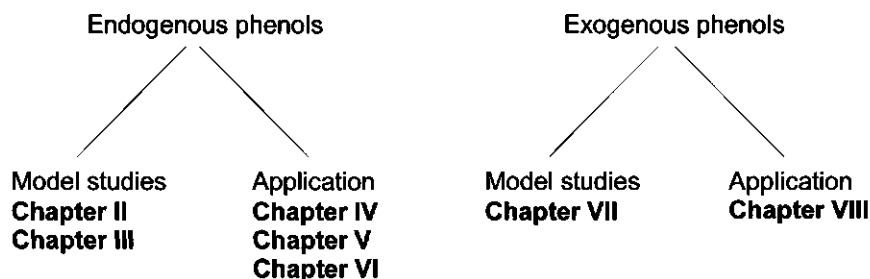 Endogenous phenols
Exogenous phenols
Model studies
Chapter II
Chapter III
Application
Chapter IV
Chapter V
Chapter VI
Model studies
Chapter VII
Application
Chapter VIII